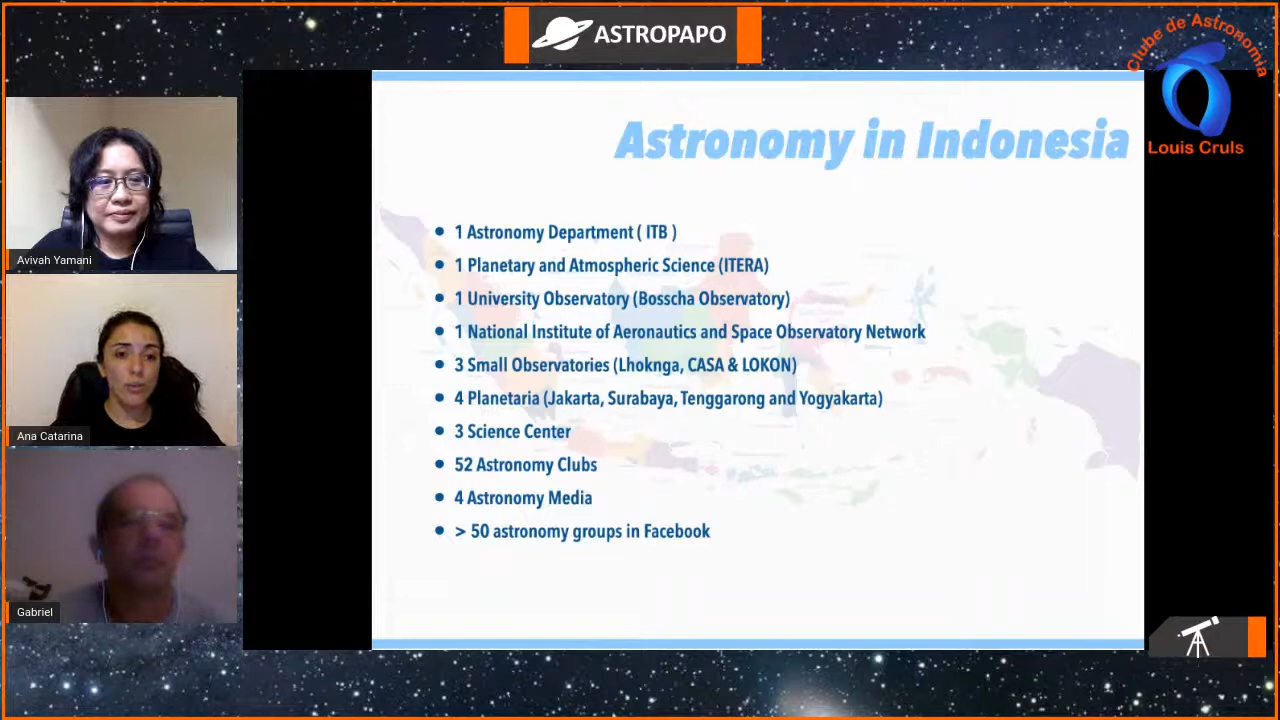 ASTROPAPO
Clube de Astronomia
Louis Cruls
Astronomy in Indonesia
Avivah Yamani
Ana Catarina
Gabriel
• 1 Astronomy Department ( ITB )
• 1 Planetary and Atmospheric Science (ITERA)
• 1 University Observatory (Bosscha Observatory)
• 1 National Institute of Aeronautics and Space Observatory Network
• 3 Small Observatories (Lhoknga, CASA & LOKON)
• 4 Planetaria (Jakarta, Surabaya, Tenggarong and Yogyakarta)
• 3 Science Center
• 52 Astronomy Clubs
• 4 Astronomy Media
• > 50 astronomy groups in Facebook